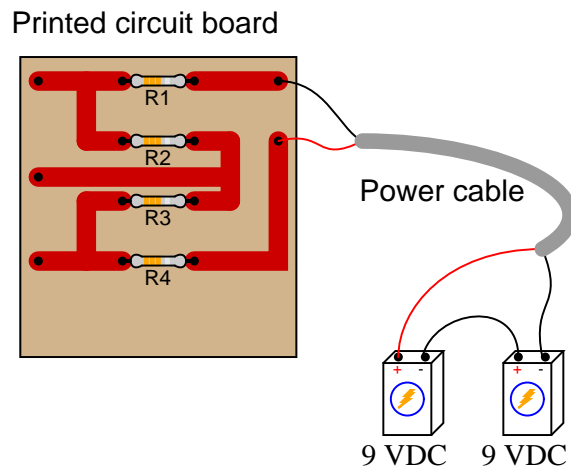 Printed circuit board
R1
R2
R3
R4
Power cable
+ - + -
9 VDC 9 VDC